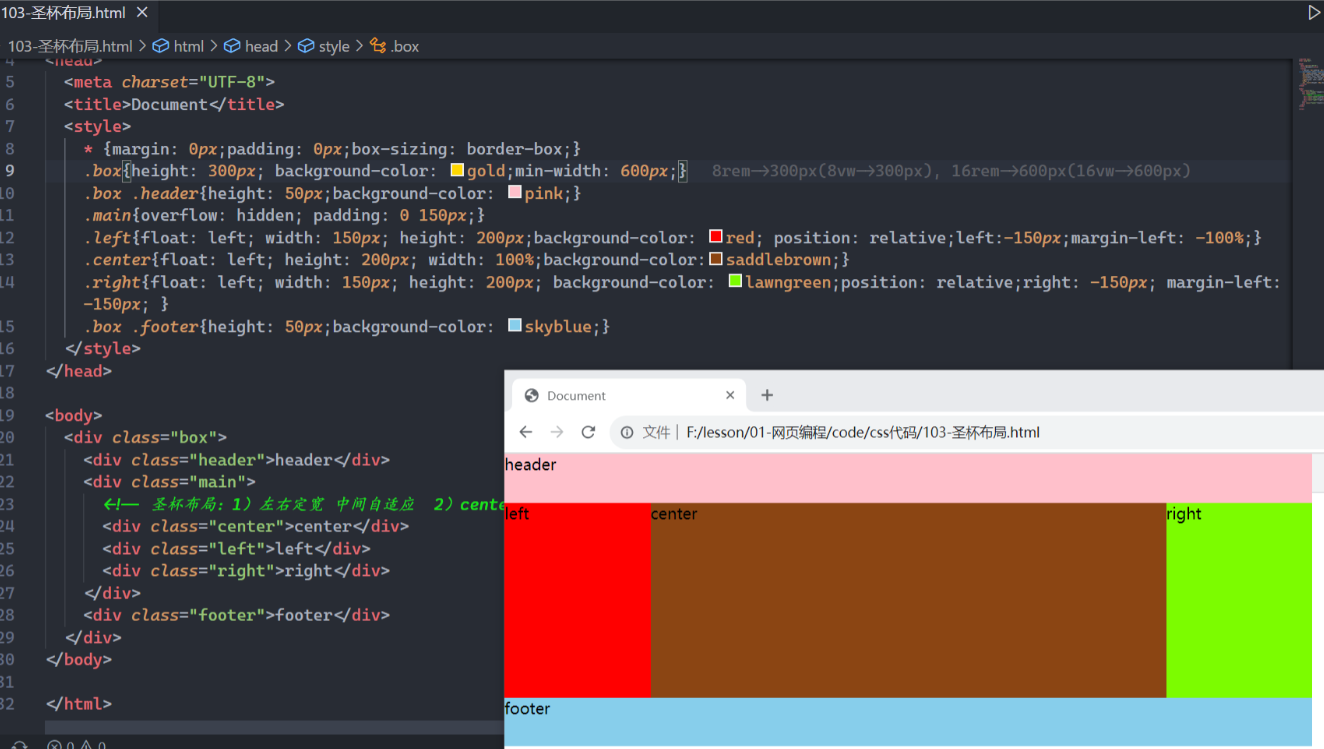 103-圣杯布局.html ×
103-圣杯布局.html > html > head > style > .box
4 <head>
5 <meta charset="UTF-8">
6 <title>Document</title>
7 <style>
8 * {margin: 0px;padding: 0px;box-sizing: border-box;}
9 .box{height: 300px; background-color: gold;min-width: 600px;} 8rem->300px(8vw->300px), 16rem->600px(16vw->600px)
10 .box .header{height: 50px;background-color: pink;}
11 .main{overflow: hidden; padding: 0 150px;}
12 .left{float: left; width: 150px; height: 200px;background-color: red; position: relative;left:-150px;margin-left: -100%;}
13 .center{float: left; height: 200px; width: 100%;background-color: saddlebrown;}
14 .right{float: left; width: 150px; height: 200px; background-color: lawngreen;position: relative;right: -150px; margin-left:
-150px; }
15 .box .footer{height: 50px;background-color: skyblue;}
16 </style>
17 </head>
18
19 <body>
20 <div class="box">
21 <div class="header">header</div>
22 <div class="main">
23 <!-- 圣杯布局：1）左右定宽 中间自适应 2）cente
24 <div class="center">center</div>
25 <div class="left">left</div>
26 <div class="right">right</div>
27 </div>
28 <div class="footer">footer</div>
29 </div>
30 </body>
31
32 </html>
0 0
Document × +
文件 | F:/lesson/01-网页编程/code/css代码/103-圣杯布局.html
header
left center right
footer